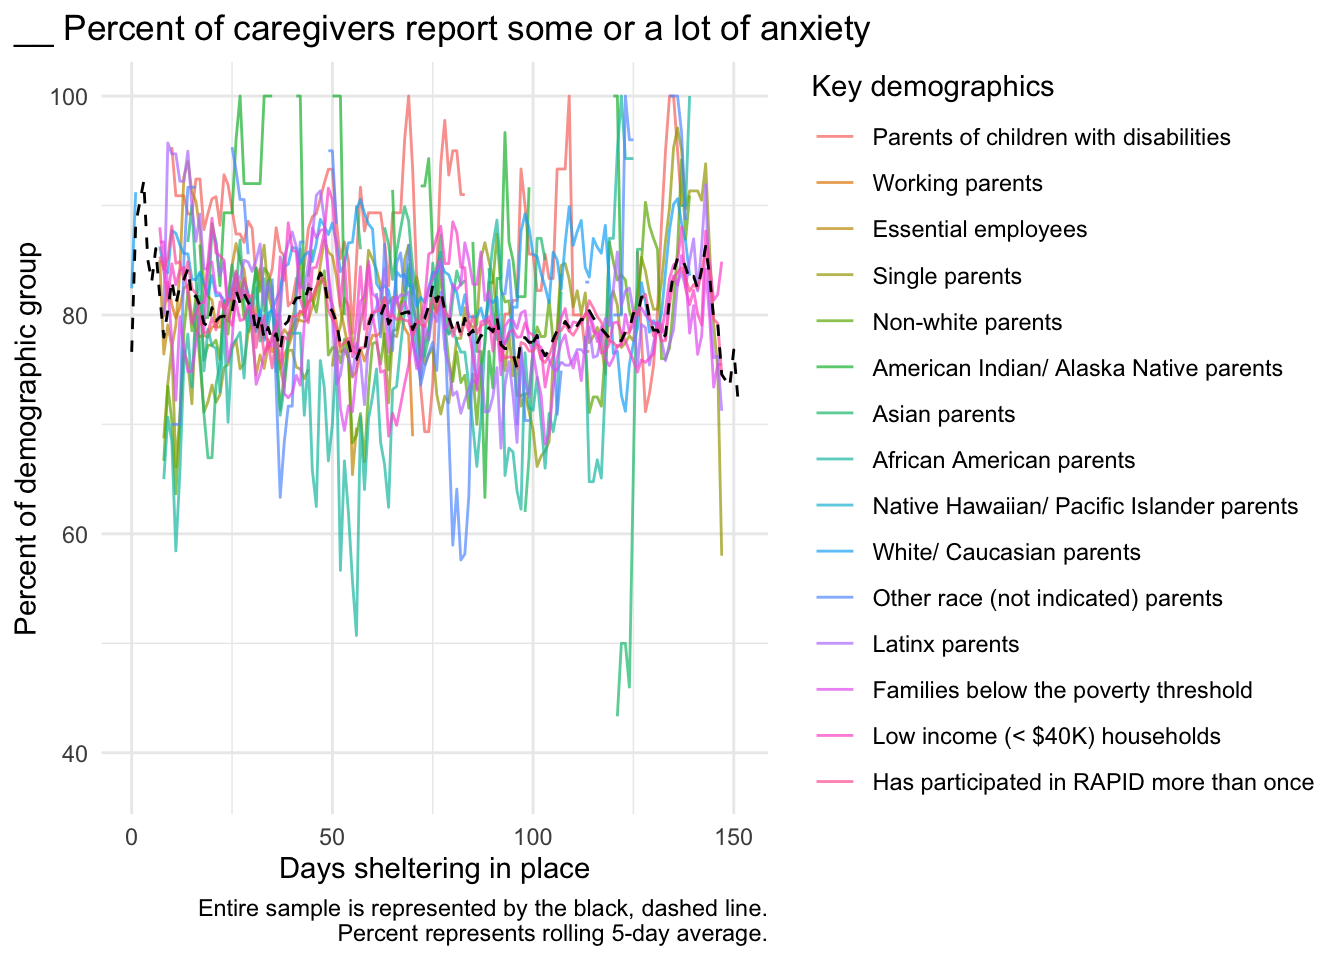 __ Percent of caregivers report some or a lot of anxiety
Percent of demographic group
100
80
60
40
0
50
100
150
Days sheltering in place
Key demographics
Parents of children with disabilities
Working parents
Essential employees
Single parents
Non-white parents
American Indian/ Alaska Native parents
Asian parents
African American parents
Native Hawaiian/ Pacific Islander parents
White/ Caucasian parents
Other race (not indicated) parents
Latinx parents
Families below the poverty threshold
Low income (< $40K) households
Has participated in RAPID more than once
Entire sample is represented by the black, dashed line.
Percent represents rolling 5-day average.